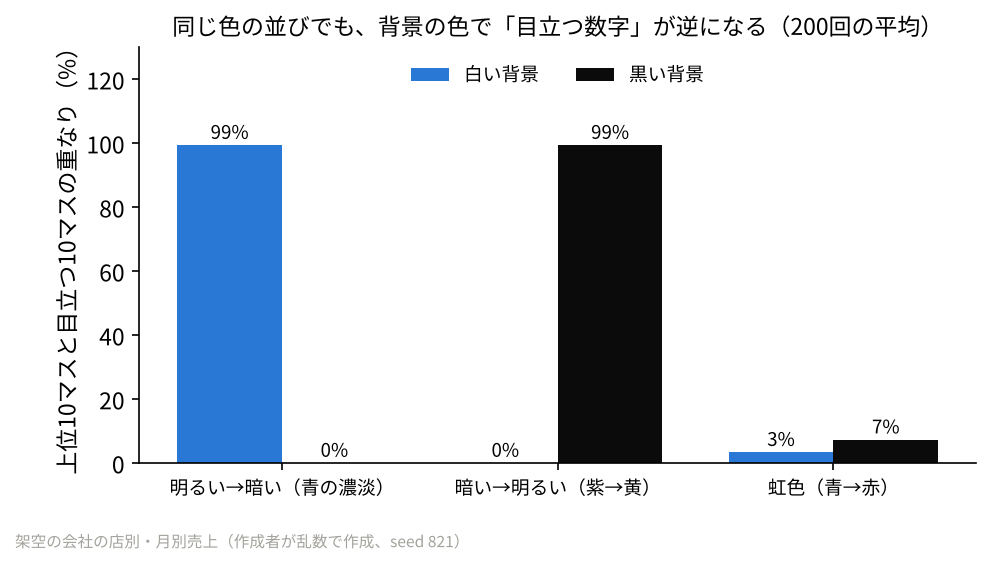 同じ色の並びでも、背景の色で「目立つ数字」が逆になる（200回の平均）
上位10マスと目立つ10マスの重なり（%）
白い背景
黒い背景
120
100
80
60
40
20
0
99%
0%
0%
99%
3%
7%
明るい→暗い（青の濃淡）
暗い→明るい（紫→黄）
虹色（青→赤）
架空の会社の店別・月別売上（作成者が乱数で作成、seed 821）